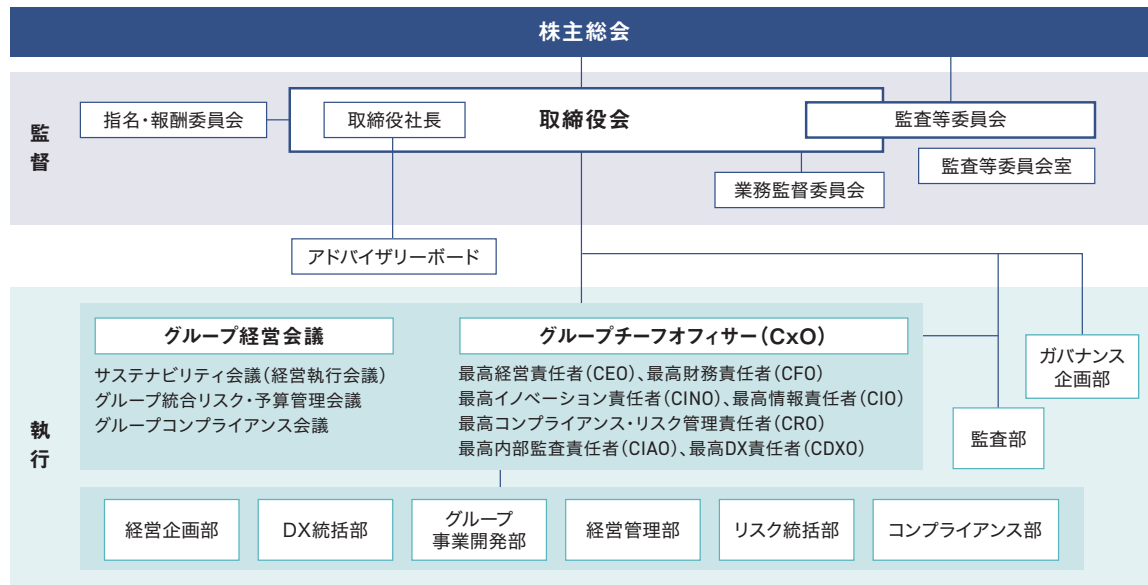 株主総会
監督
指名・報酬委員会
取締役社長
取締役会
監査等委員会
監査等委員会室
業務監督委員会
アドバイザリーボード
執行
グループ経営会議
サステナビリティ会議(経営執行会議)
グループ統合リスク・予算管理会議
グループコンプライアンス会議
グループチーフオフィサー(CxO)
最高経営責任者(CEO)、最高財務責任者(CFO)
最高イノベーション責任者(CINO)、最高情報責任者(CIO)
最高コンプライアンス・リスク管理責任者(CRO)
最高内部監査責任者(CIAO)、最高DX責任者(CDXO)
ガバナンス
企画部
監査部
経営企画部
DX統括部
グループ
事業開発部
経営管理部
リスク統括部
コンプライアンス部